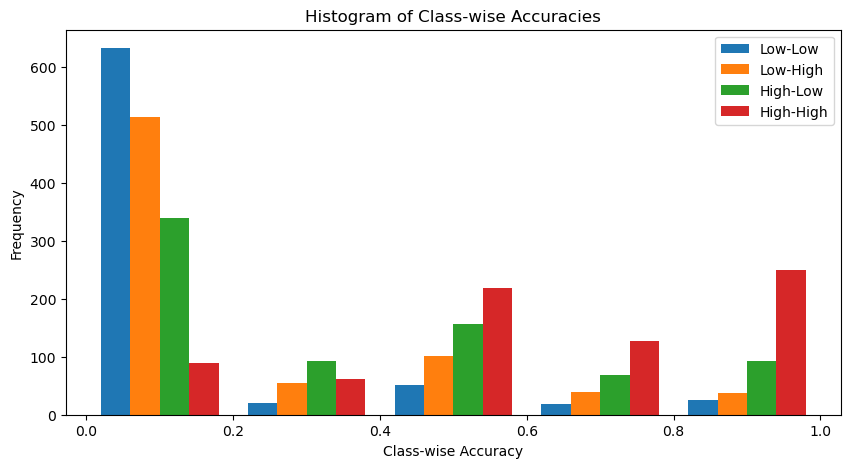 Histogram of Class-wise Accuracies
Low-Low
Low-High
High-Low
High-High
Frequency
600
500
400
300
200
100
0
0.0 0.2 0.4 0.6 0.8 1.0
Class-wise Accuracy